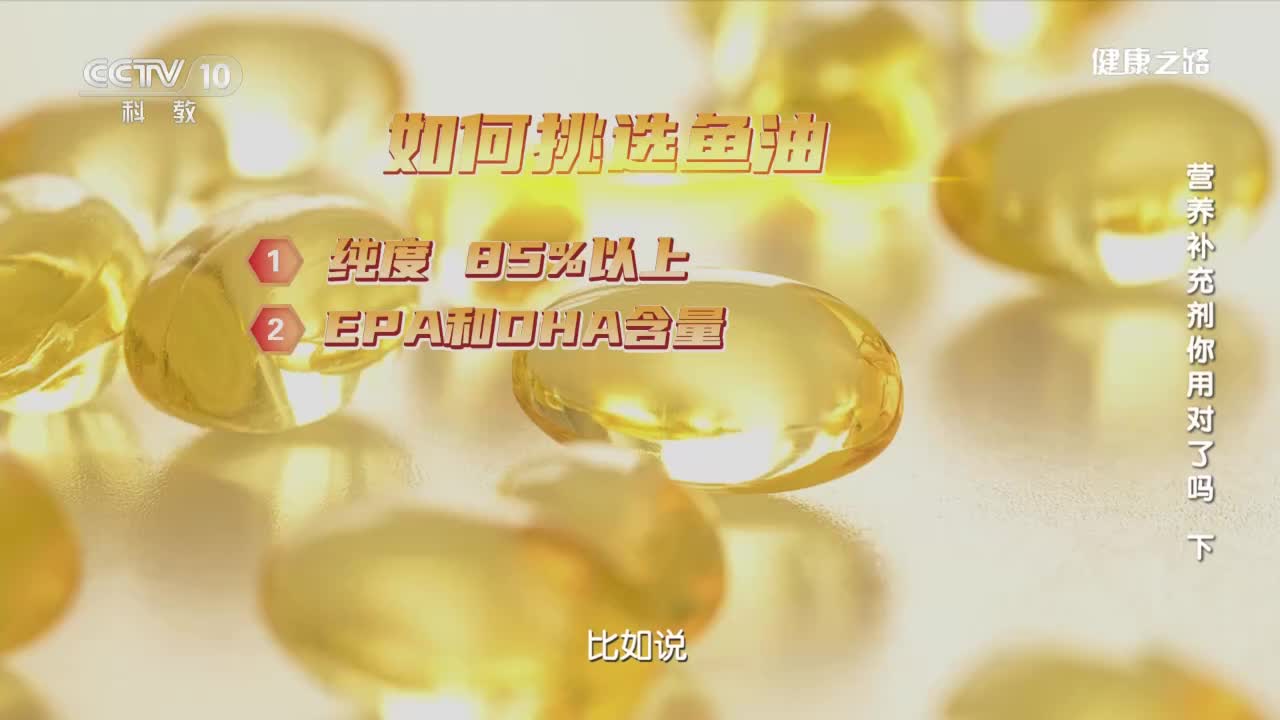 CCTV 10
科教
健康之路
如何挑选鱼油
1 纯度 85%以上
2 EPA和DHA含量
营养补充剂你用对了吗 下
比如说